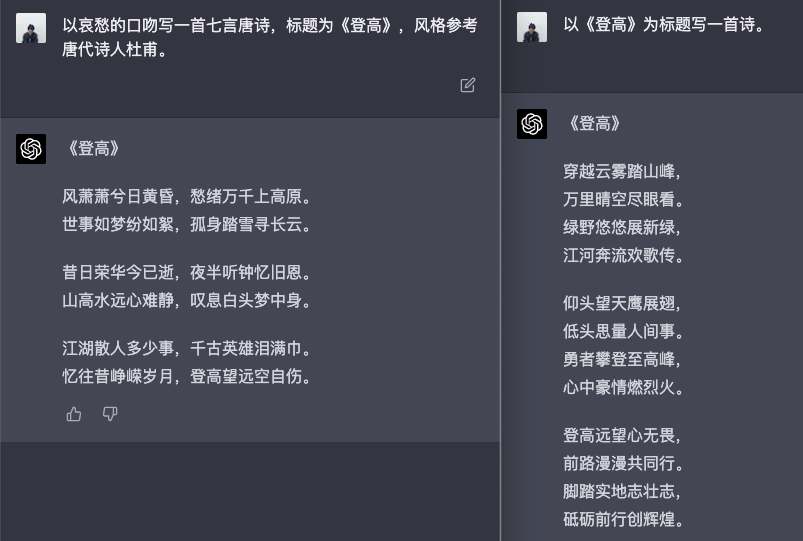 以哀愁的口吻写一首七言唐诗，标题为《登高》，风格参考
唐代诗人杜甫。
《登高》
风萧萧兮日黄昏，愁绪万千上高原。
世事如梦纷如絮，孤身踏雪寻长云。
昔日荣华今已逝，夜半听钟忆旧恩。
山高水远心难静，叹息白头梦中身。
江湖散人多少事，千古英雄泪满巾。
忆往昔峥嵘岁月，登高望远空自伤。
以《登高》为标题写一首诗。
《登高》
穿越云雾踏山峰，
万里晴空尽眼看。
绿野悠悠展新绿，
江河奔流欢歌传。
仰头望天鹰展翅，
低头思量人间事。
勇者攀登至高峰，
心中豪情燃烈火。
登高远望心无畏，
前路漫漫共同行。
脚踏实地志壮志，
砥砺前行创辉煌。